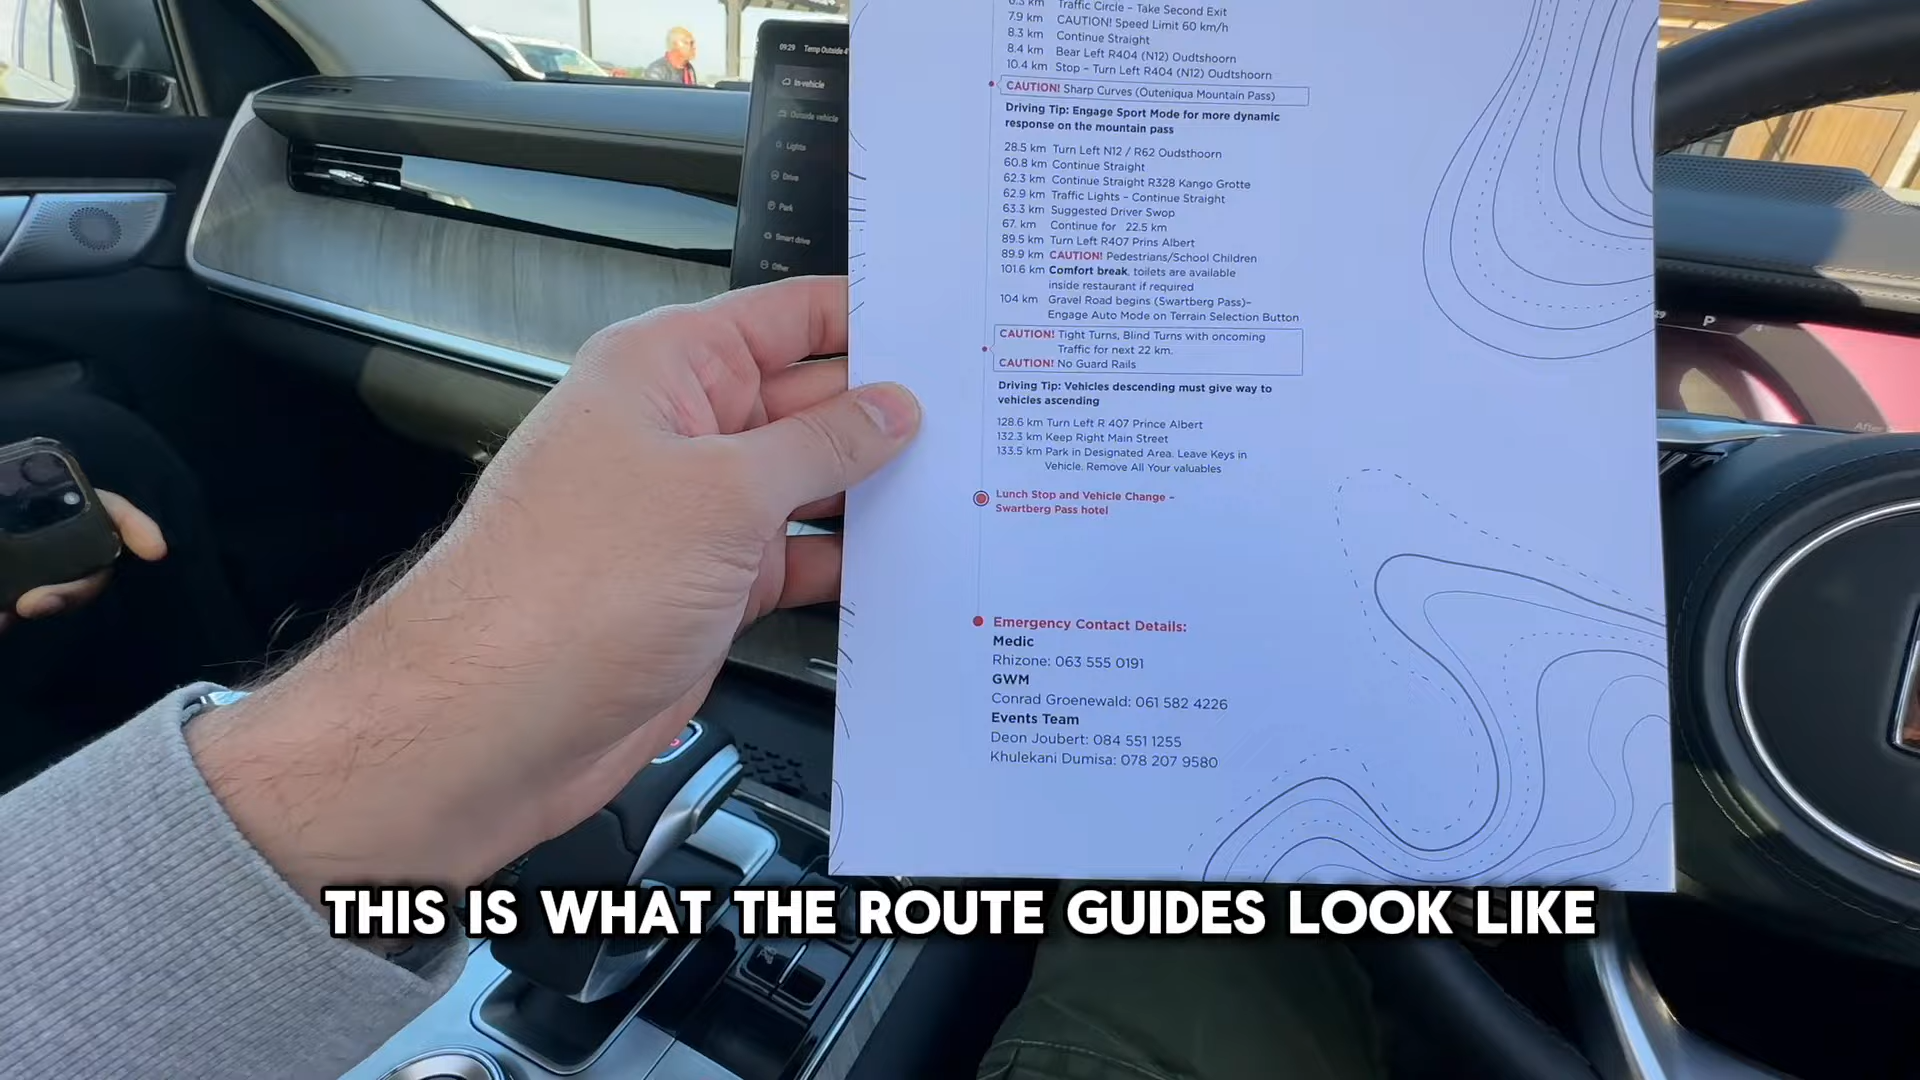 6.3 km Traffic Circle – Take Second Exit
7.9 km CAUTION! Speed Limit 60 km/h
8.3 km Continue Straight
8.4 km Bear Left R404 (N12) Oudtshoorn
10.4 km Stop – Turn Left R404 (N12) Oudtshoorn
CAUTION! Sharp Curves (Outeniqua Mountain Pass)
Driving Tip: Engage Sport Mode for more dynamic
response on the mountain pass
28.5 km Turn Left N12 / R62 Oudsthoorn
60.8 km Continue Straight
62.3 km Continue Straight R328 Kango Grotte
62.9 km Traffic Lights – Continue Straight
63.3 km Suggested Driver Swop
67. km Continue for 22.5 km
89.5 km Turn Left R407 Prins Albert
89.9 km CAUTION! Pedestrians/School Children
101.6 km Comfort break, toilets are available
inside restaurant if required
104 km Gravel Road begins (Swartberg Pass)–
Engage Auto Mode on Terrain Selection Button
CAUTION! Tight Turns, Blind Turns with oncoming
Traffic for next 22 km.
CAUTION! No Guard Rails
Driving Tip: Vehicles descending must give way to
vehicles ascending
128.6 km Turn Left R 407 Prince Albert
132.3 km Keep Right Main Street
133.5 km Park in Designated Area. Leave Keys in
Vehicle. Remove All Your valuables
Lunch Stop and Vehicle Change –
Swartberg Pass hotel
Emergency Contact Details:
Medic
Rhizone: 063 555 0191
GWM
Conrad Groenewald: 061 582 4226
Events Team
Deon Joubert: 084 551 1255
Khulekani Dumisa: 078 207 9580
09:29 Temp Outside
In-vehicle
Outside vehicle
Lights
Drive
Park
Smart drive
Other
P
THIS IS WHAT THE ROUTE GUIDES LOOK LIKE